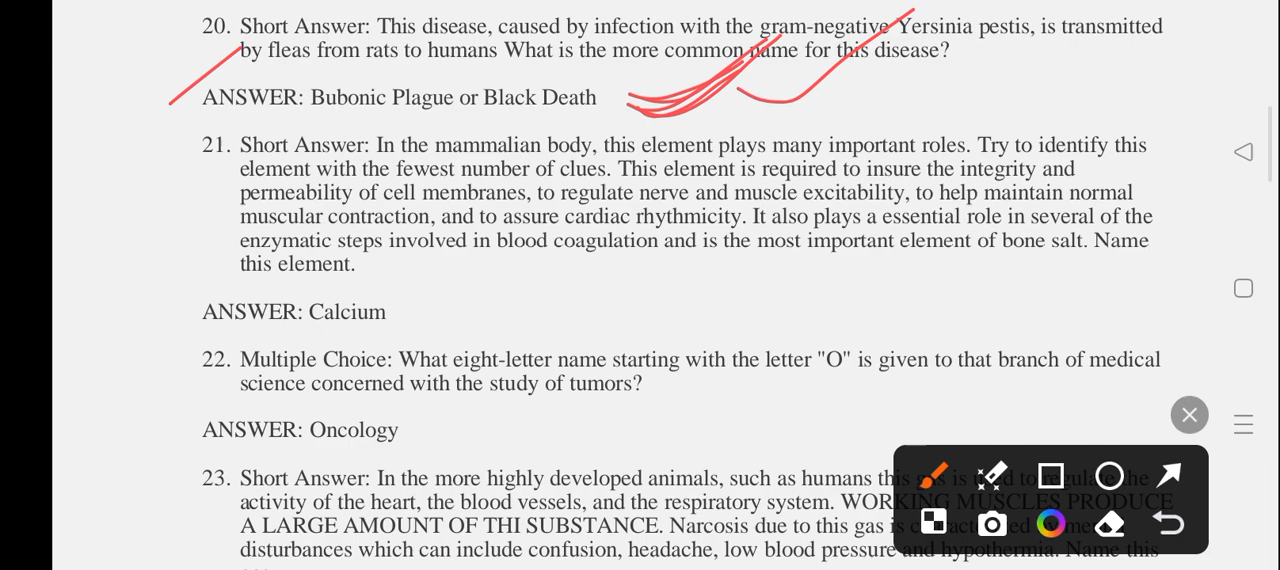 20. Short Answer: This disease, caused by infection with the gram-negative Yersinia pestis, is transmitted
by fleas from rats to humans What is the more common name for this disease?
ANSWER: Bubonic Plague or Black Death
21. Short Answer: In the mammalian body, this element plays many important roles. Try to identify this
element with the fewest number of clues. This element is required to insure the integrity and
permeability of cell membranes, to regulate nerve and muscle excitability, to help maintain normal
muscular contraction, and to assure cardiac rhythmicity. It also plays a essential role in several of the
enzymatic steps involved in blood coagulation and is the most important element of bone salt. Name
this element.
ANSWER: Calcium
22. Multiple Choice: What eight-letter name starting with the letter "O" is given to that branch of medical
science concerned with the study of tumors?
ANSWER: Oncology
23. Short Answer: In the more highly developed animals, such as humans this is to regulate the
activity of the heart, the blood vessels, and the respiratory system. WORKING MUSCLES PRODUCE
A LARGE AMOUNT OF THI SUBSTANCE. Narcosis due to this gas is
disturbances which can include confusion, headache, low blood pressure and hypothermia. Name this